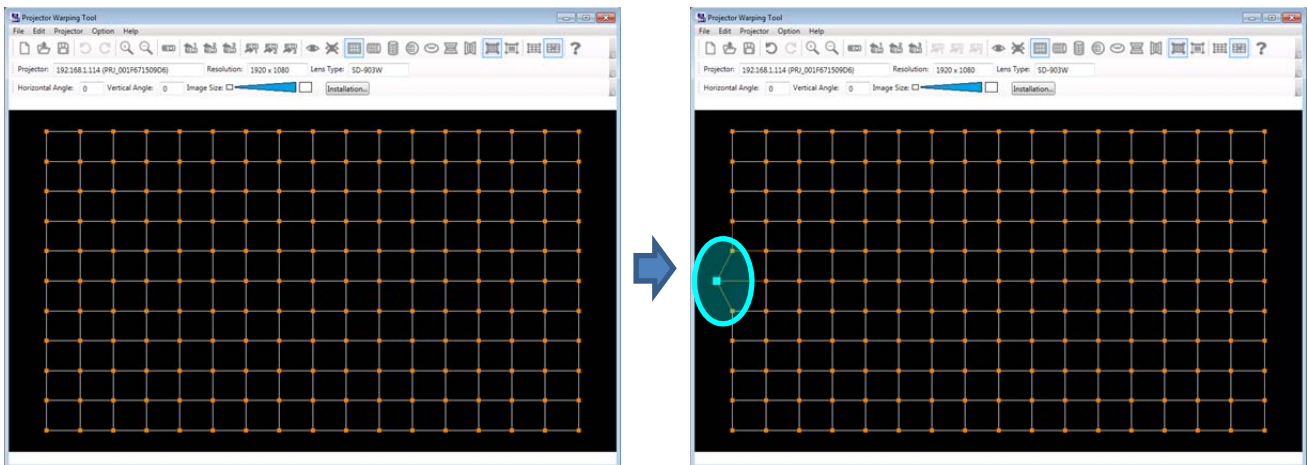 Projector Warping Tool
File Edit Projector Option Help
Projector: 192.168.1.114 (PRJ_001F671509D6) Resolution: 1920 x 1080 Lens Type: SD-903W
Horizontal Angle: 0 Vertical Angle: 0 Image Size: Installation...
Projector Warping Tool
File Edit Projector Option Help
Projector: 192.168.1.114 (PRJ_001F671509D6) Resolution: 1920 x 1080 Lens Type: SD-903W
Horizontal Angle: 0 Vertical Angle: 0 Image Size: Installation...